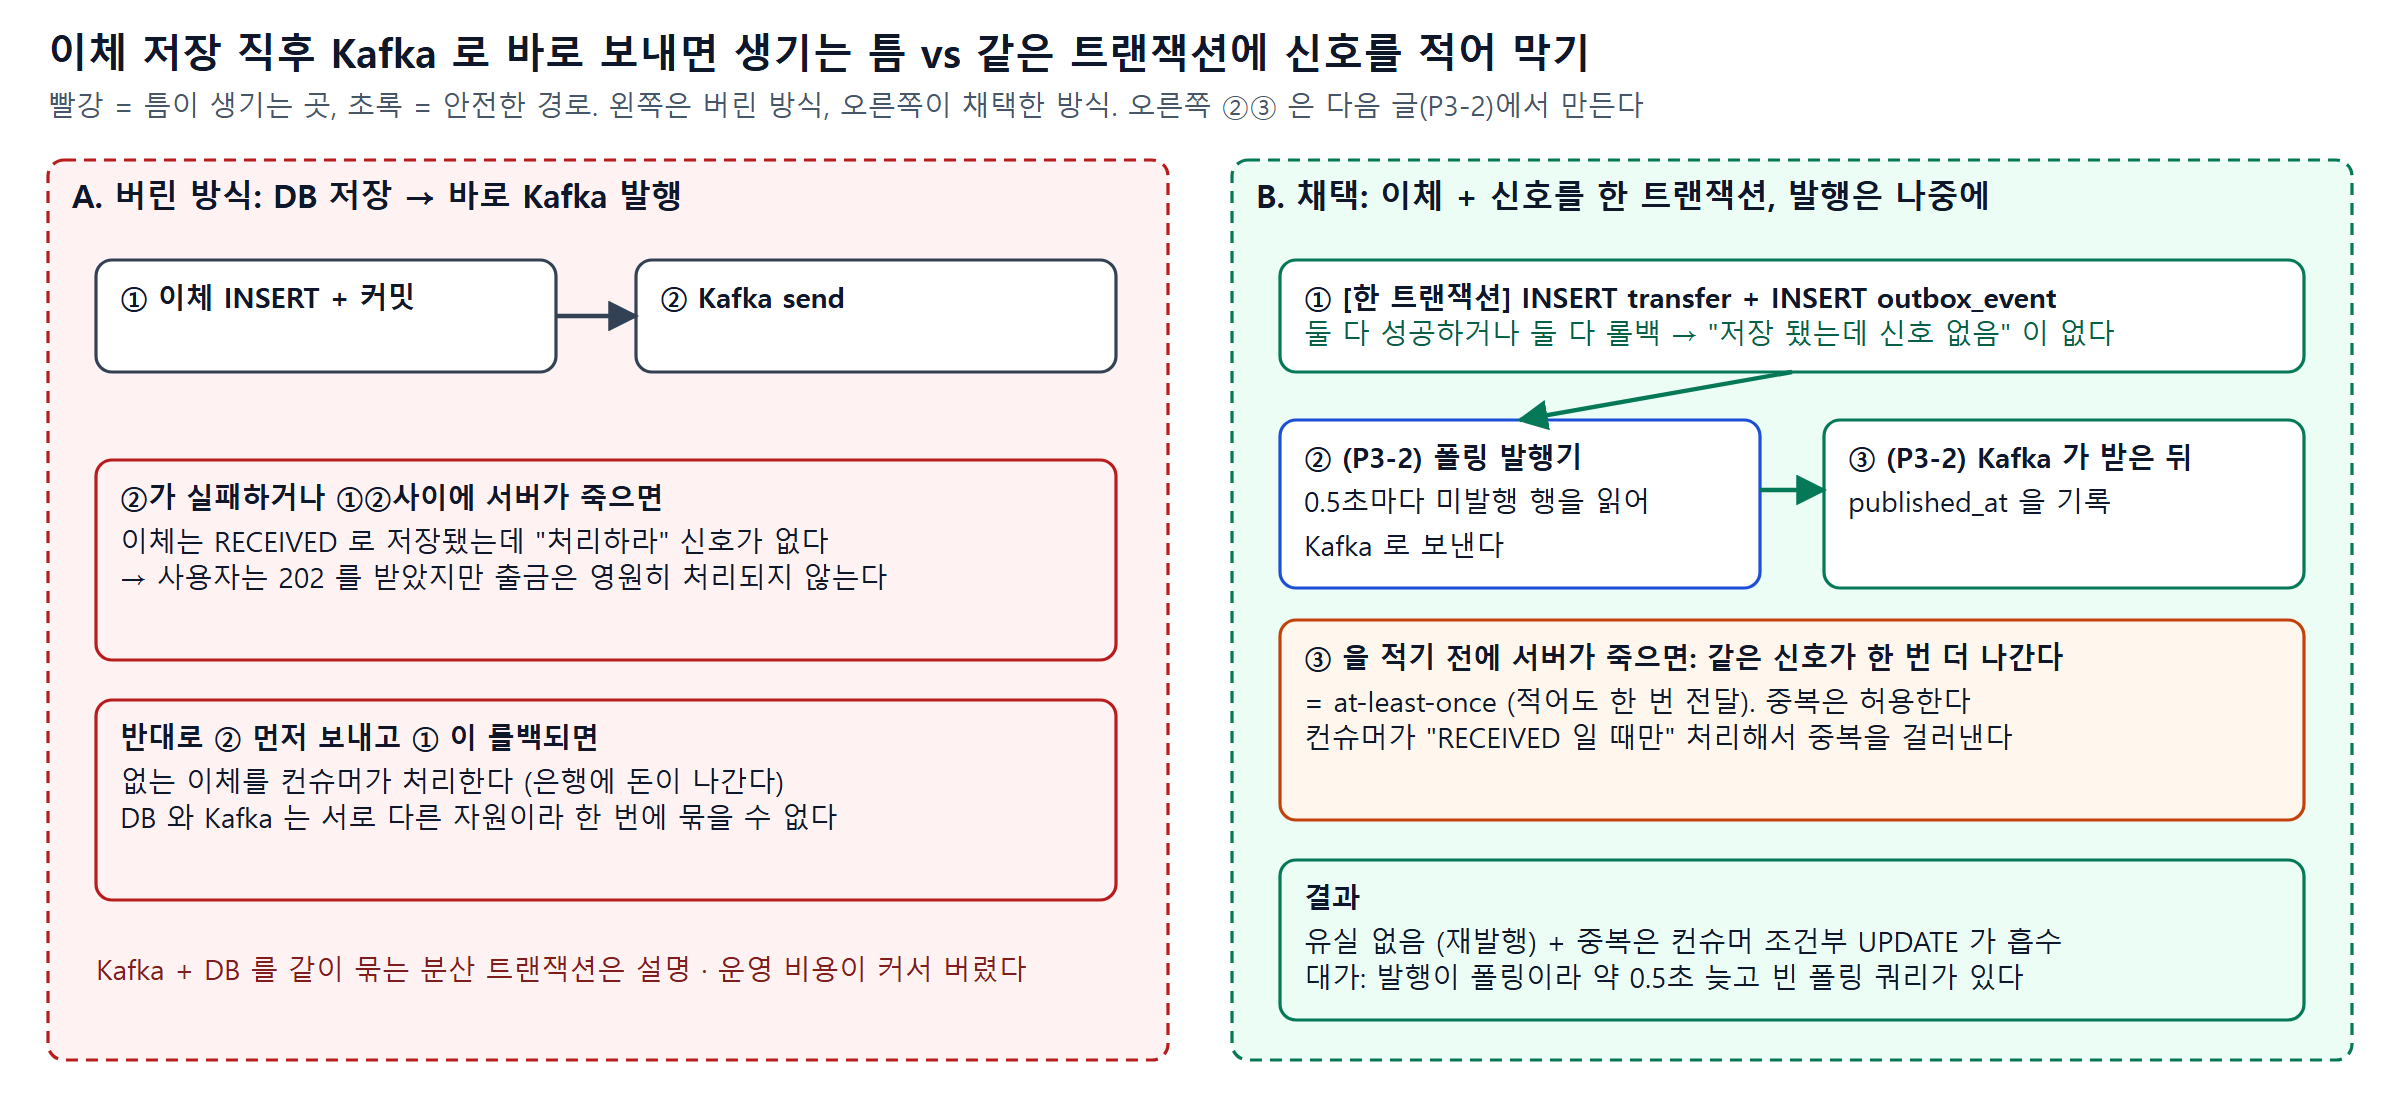 이체 저장 직후 Kafka 로 바로 보내면 생기는 틈 vs 같은 트랜잭션에 신호를 적어 막기
빨강 = 틈이 생기는 곳, 초록 = 안전한 경로. 왼쪽은 버린 방식, 오른쪽이 채택한 방식. 오른쪽 ②③ 은 다음 글(P3-2)에서 만든다
A. 버린 방식: DB 저장 → 바로 Kafka 발행
① 이체 INSERT + 커밋
② Kafka send
②가 실패하거나 ①②사이에 서버가 죽으면
이체는 RECEIVED 로 저장됐는데 "처리하라" 신호가 없다
→ 사용자는 202 를 받았지만 출금은 영원히 처리되지 않는다
반대로 ② 먼저 보내고 ① 이 롤백되면
없는 이체를 컨슈머가 처리한다 (은행에 돈이 나간다)
DB 와 Kafka 는 서로 다른 자원이라 한 번에 묶을 수 없다
Kafka + DB 를 같이 묶는 분산 트랜잭션은 설명 · 운영 비용이 커서 버렸다
B. 채택: 이체 + 신호를 한 트랜잭션, 발행은 나중에
① [한 트랜잭션] INSERT transfer + INSERT outbox_event
둘 다 성공하거나 둘 다 롤백 → "저장 됐는데 신호 없음" 이 없다
② (P3-2) 폴링 발행기
0.5초마다 미발행 행을 읽어
Kafka 로 보낸다
③ (P3-2) Kafka 가 받은 뒤
published_at 을 기록
③ 을 적기 전에 서버가 죽으면: 같은 신호가 한 번 더 나간다
= at-least-once (적어도 한 번 전달). 중복은 허용한다
컨슈머가 "RECEIVED 일 때만" 처리해서 중복을 걸러낸다
결과
유실 없음 (재발행) + 중복은 컨슈머 조건부 UPDATE 가 흡수
대가: 발행이 폴링이라 약 0.5초 늦고 빈 폴링 쿼리가 있다